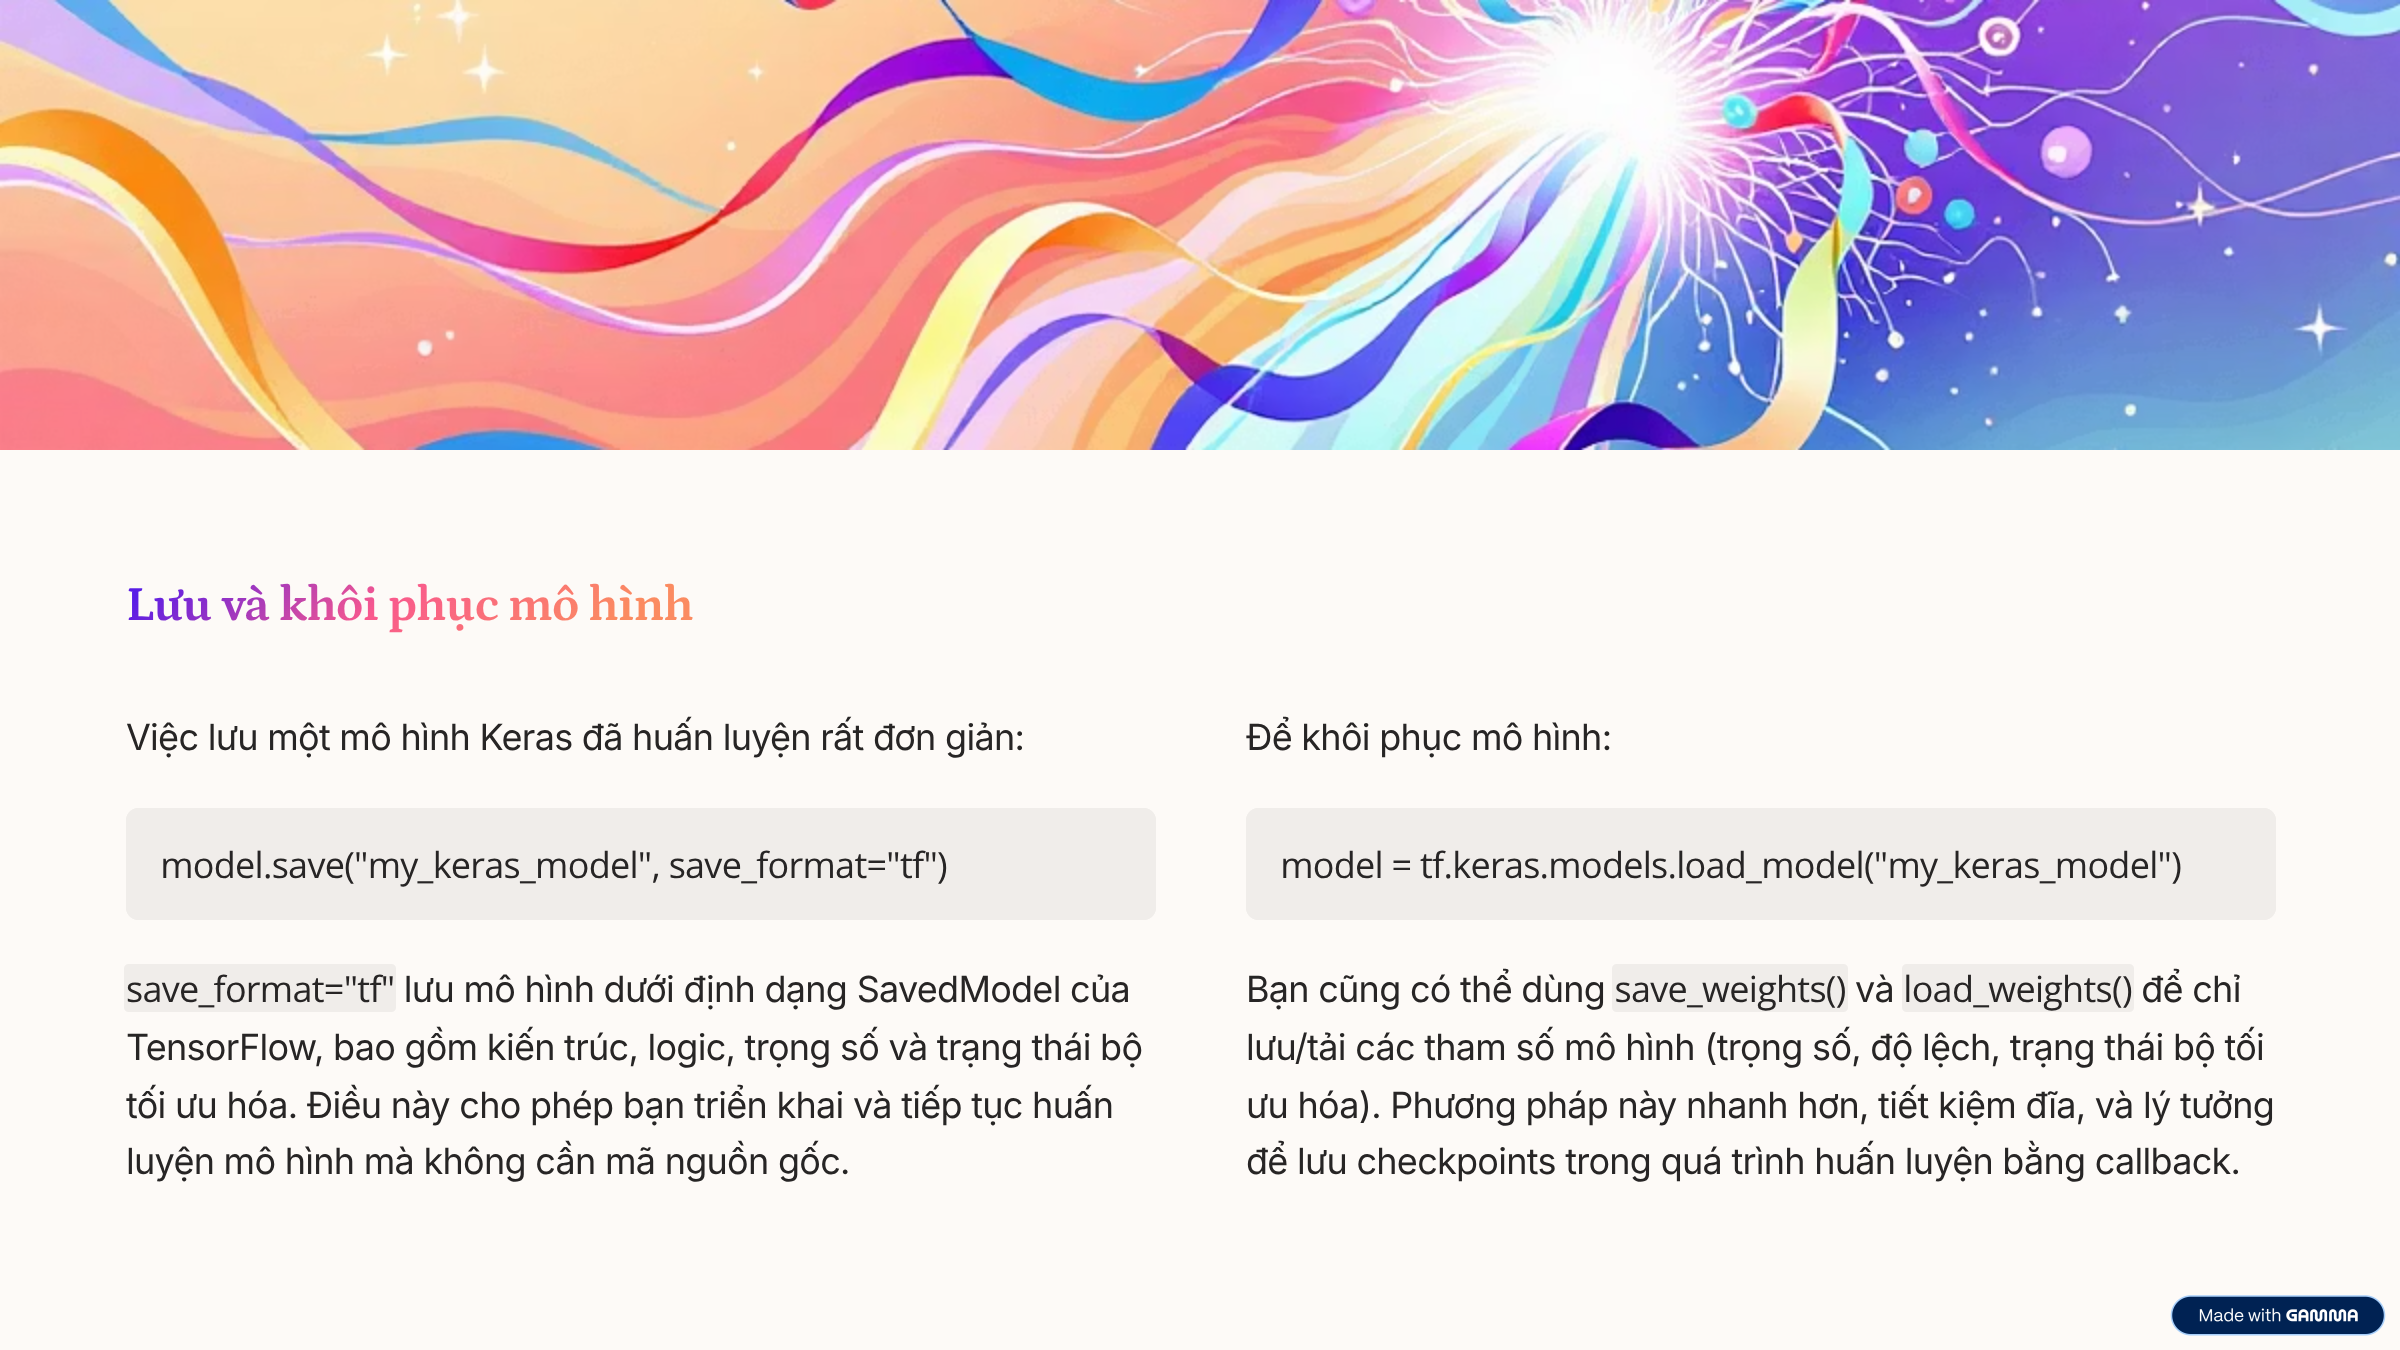 Lưu và khôi phục mô hình
Việc lưu một mô hình Keras đã huấn luyện rất đơn giản:
model.save("my_keras_model", save_format="tf")
save_format="tf" lưu mô hình dưới định dạng SavedModel của
TensorFlow, bao gồm kiến trúc, logic, trọng số và trạng thái bộ
tối ưu hóa. Điều này cho phép bạn triển khai và tiếp tục huấn
luyện mô hình mà không cần mã nguồn gốc.
Để khôi phục mô hình:
model = tf.keras.models.load_model("my_keras_model")
Bạn cũng có thể dùng save_weights() và load_weights() để chỉ
lưu/tải các tham số mô hình (trọng số, độ lệch, trạng thái bộ tối
ưu hóa). Phương pháp này nhanh hơn, tiết kiệm đĩa, và lý tưởng
để lưu checkpoints trong quá trình huấn luyện bằng callback.
Made with GAMMA